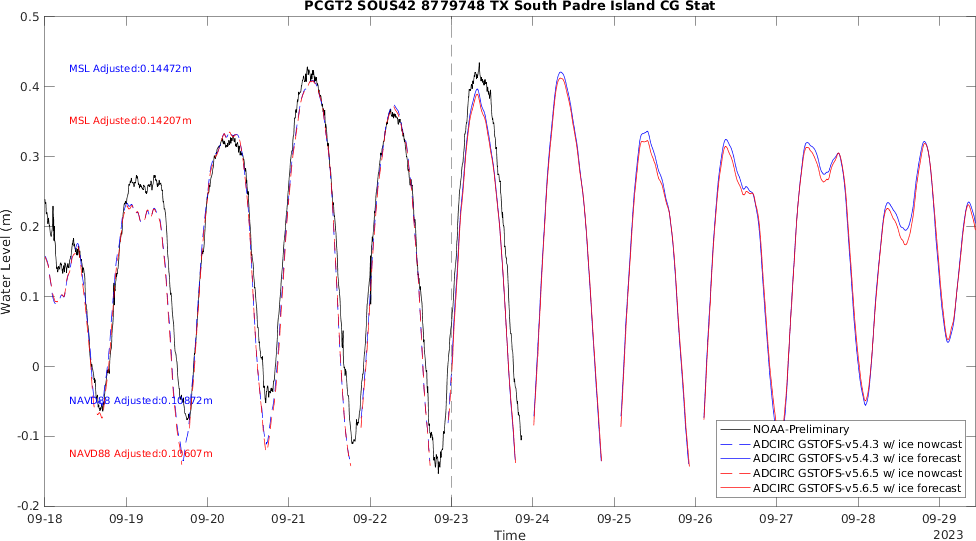 PCGT2 SOUS42 8779748 TX South Padre Island CG Stat
Water Level (m)
0.5
0.4
0.3
0.2
0.1
0
-0.1
-0.2
MSL Adjusted:0.14472m
MSL Adjusted:0.14207m
NAVD88 Adjusted:0.10872m
NAVD88 Adjusted:0.10607m
NOAA-Preliminary
ADCIRC GSTOFS-v5.4.3 w/ ice nowcast
ADCIRC GSTOFS-v5.4.3 w/ ice forecast
ADCIRC GSTOFS-v5.6.5 w/ ice nowcast
ADCIRC GSTOFS-v5.6.5 w/ ice forecast
09-18 09-19 09-20 09-21 09-22 09-23 09-24 09-25 09-26 09-27 09-28 09-29
2023
Time